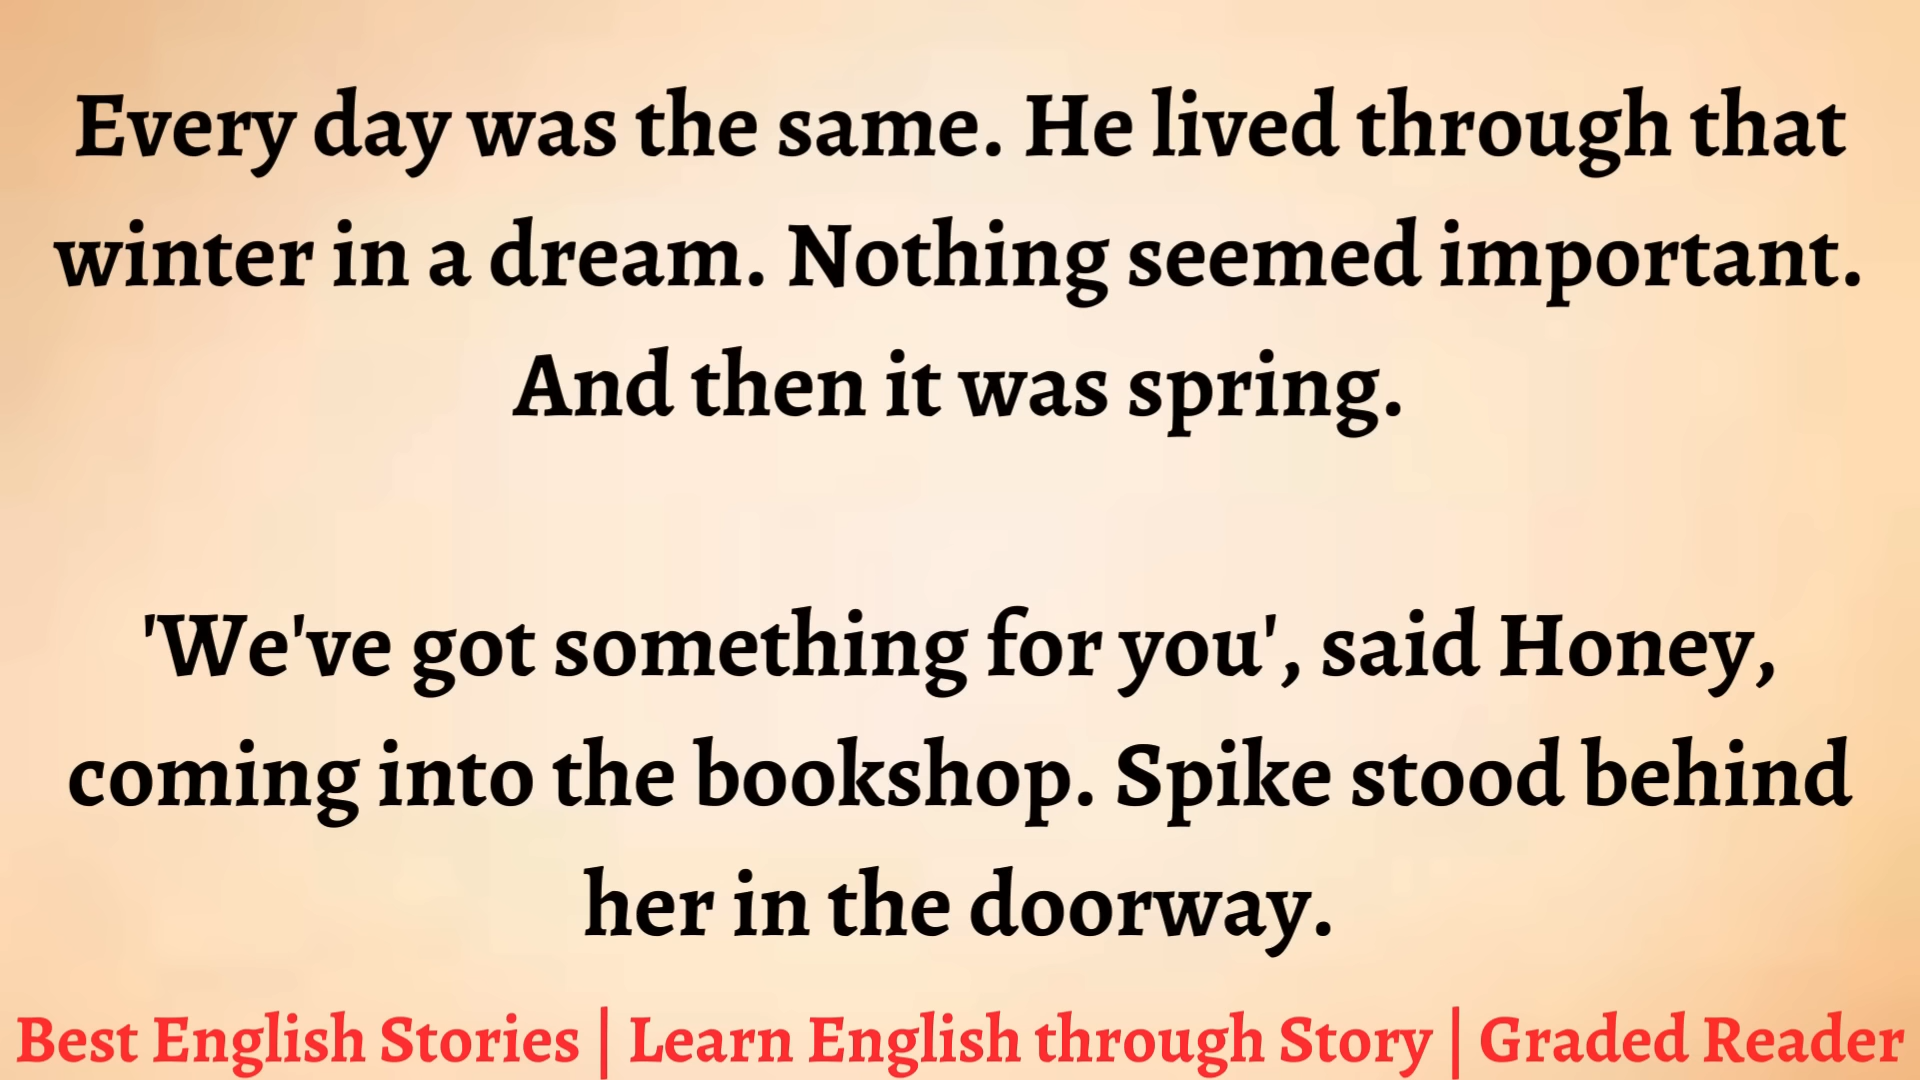 Every day was the same. He lived through that
winter in a dream. Nothing seemed important.
And then it was spring.
'We've got something for you', said Honey,
coming into the bookshop. Spike stood behind
her in the doorway.
Best English Stories | Learn English through Story | Graded Reader